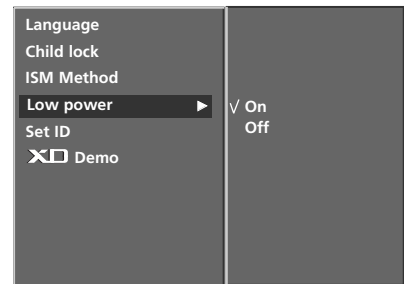 Language
Child lock
ISM Method
Low power ▶
Set ID
XD Demo
√ On
Off